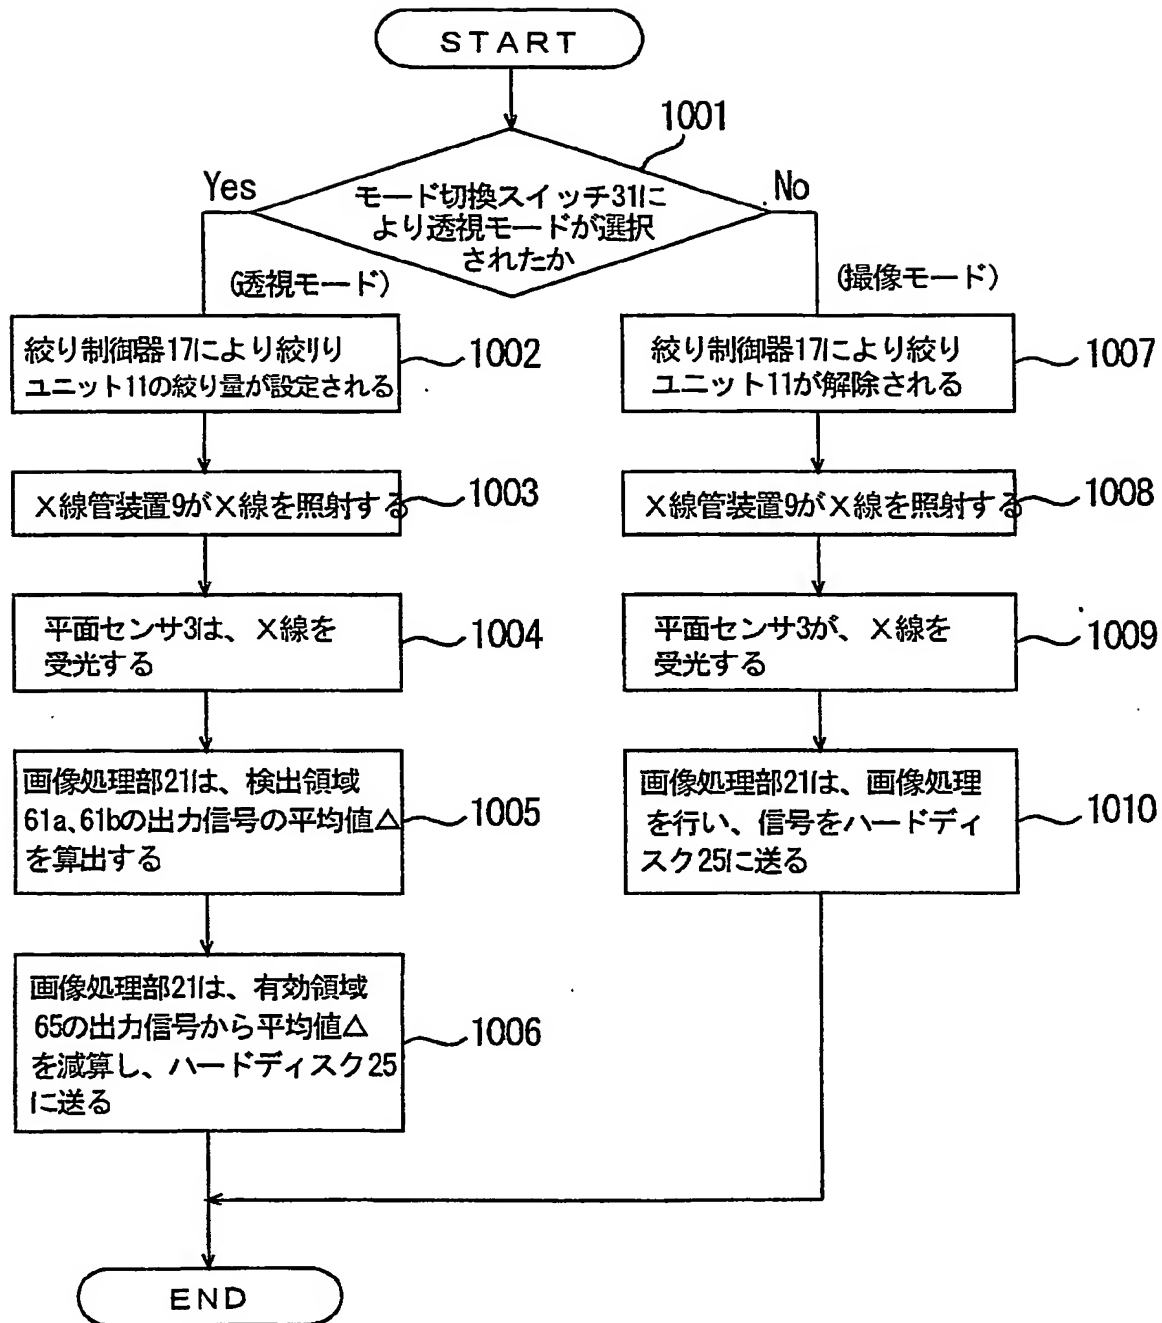 START
1001
Yes
No
モード切換スイッチ31に
より透視モードが選択
されたか
(透視モード)
(撮像モード)
絞り制御器17により絞りり
ユニット11の絞り量が設定される
1002
X線管装置9がX線を照射する
1003
平面センサ3は、X線を
受光する
1004
画像処理部21は、検出領域
61a、61bの出力信号の平均値△
を算出する
1005
画像処理部21は、有効領域
65の出力信号から平均値△
を減算し、ハードディスク25
に送る
1006
絞り制御器17により絞り
ユニット11が解除される
1007
X線管装置9がX線を照射する
1008
平面センサ3が、X線を
受光する
1009
画像処理部21は、画像処理
を行い、信号をハードディ
スク25に送る
1010
END